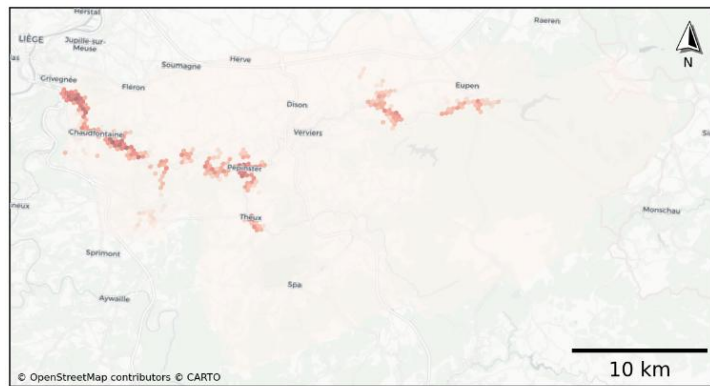 Herstal
Raeren
LIÈGE
Jupille-sur-
Meuse
Herve
Soumagne
N
Grivegnée
Fléron
Eupen
Dison
Chaudfontaine
Verviers
Pepinster
Monschau
Theux
Sprimont
Spa
Aywaille
10 km
© OpenStreetMap contributors © CARTO